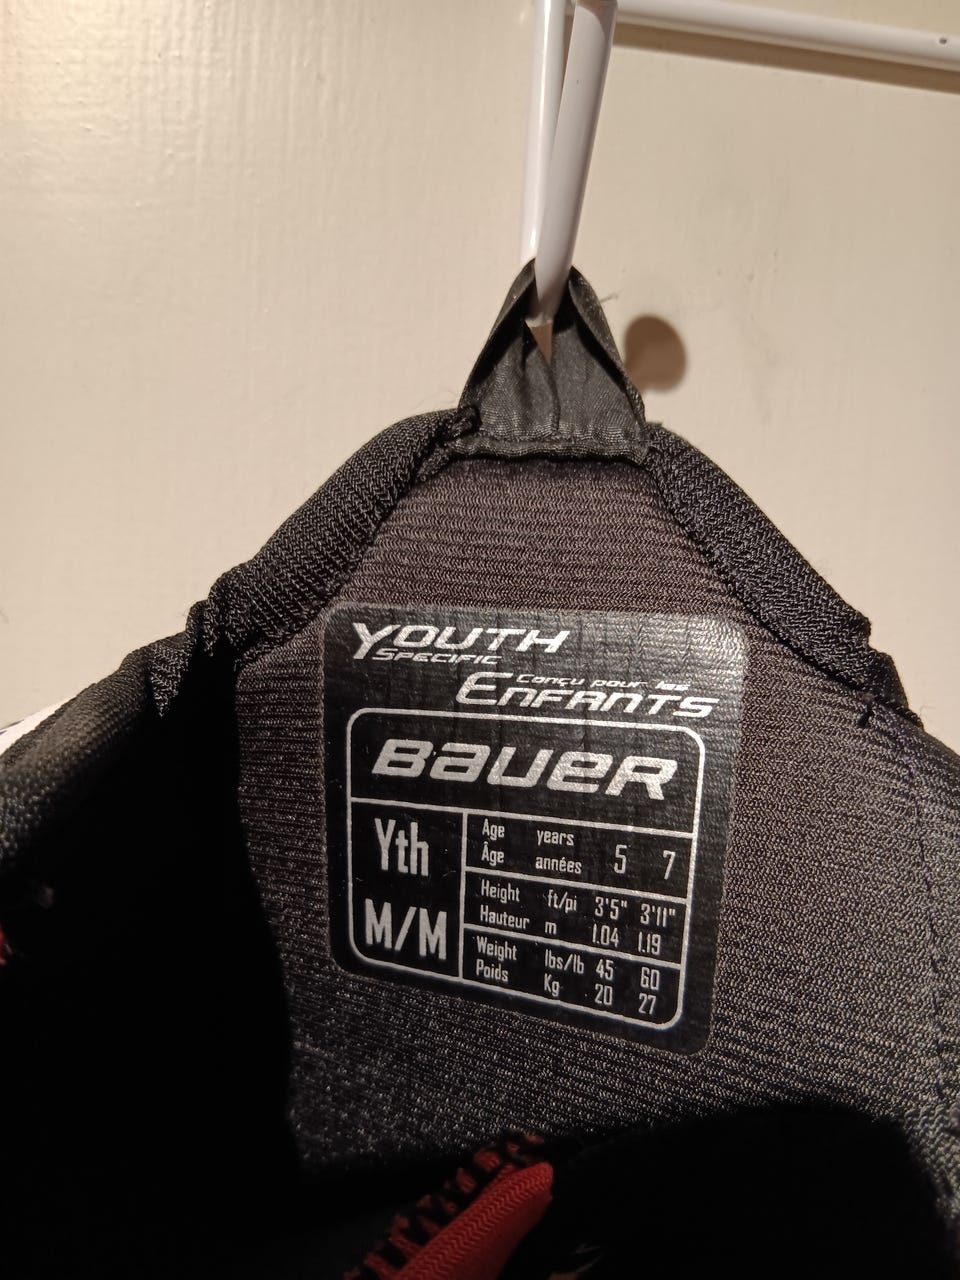 YOUTH
SPECIFIC
Conçu pour les
ENFANTS
BAUER
Yth
M/M
Age years
Âge années 5 7
Height ft/pi 3'5" 3'11"
Hauteur m 1.04 1.19
Weight lbs/lb 45 60
Poids Kg 20 27